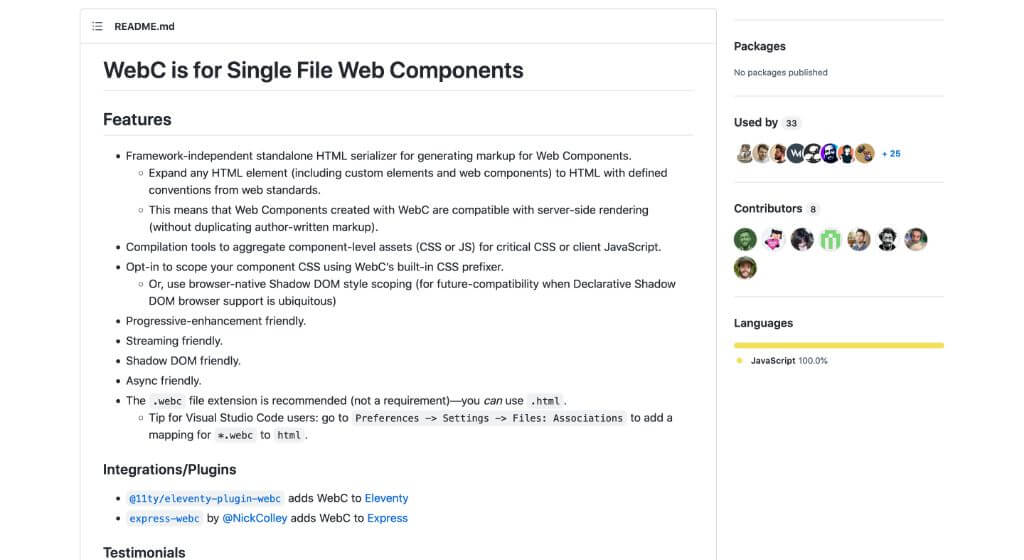 README.md
WebC is for Single File Web Components
Features
Framework-independent standalone HTML serializer for generating markup for Web Components.
Expand any HTML element (including custom elements and web components) to HTML with defined
conventions from web standards.
This means that Web Components created with WebC are compatible with server-side rendering
(without duplicating author-written markup).
Compilation tools to aggregate component-level assets (CSS or JS) for critical CSS or client JavaScript.
Opt-in to scope your component CSS using WebC's built-in CSS prefixer.
Or, use browser-native Shadow DOM style scoping (for future-compatibility when Declarative Shadow
DOM browser support is ubiquitous)
Progressive-enhancement friendly.
Streaming friendly.
Shadow DOM friendly.
Async friendly.
The .webc file extension is recommended (not a requirement)—you can use .html.
Tip for Visual Studio Code users: go to Preferences -> Settings -> Files: Associations to add a
mapping for *.webc to html.
Integrations/Plugins
@11ty/eleventy-plugin-webc adds WebC to Eleventy
express-webc by @NickColley adds WebC to Express
Testimonials
Packages
No packages published
Used by 33
+ 25
Contributors 8
Languages
JavaScript 100.0%